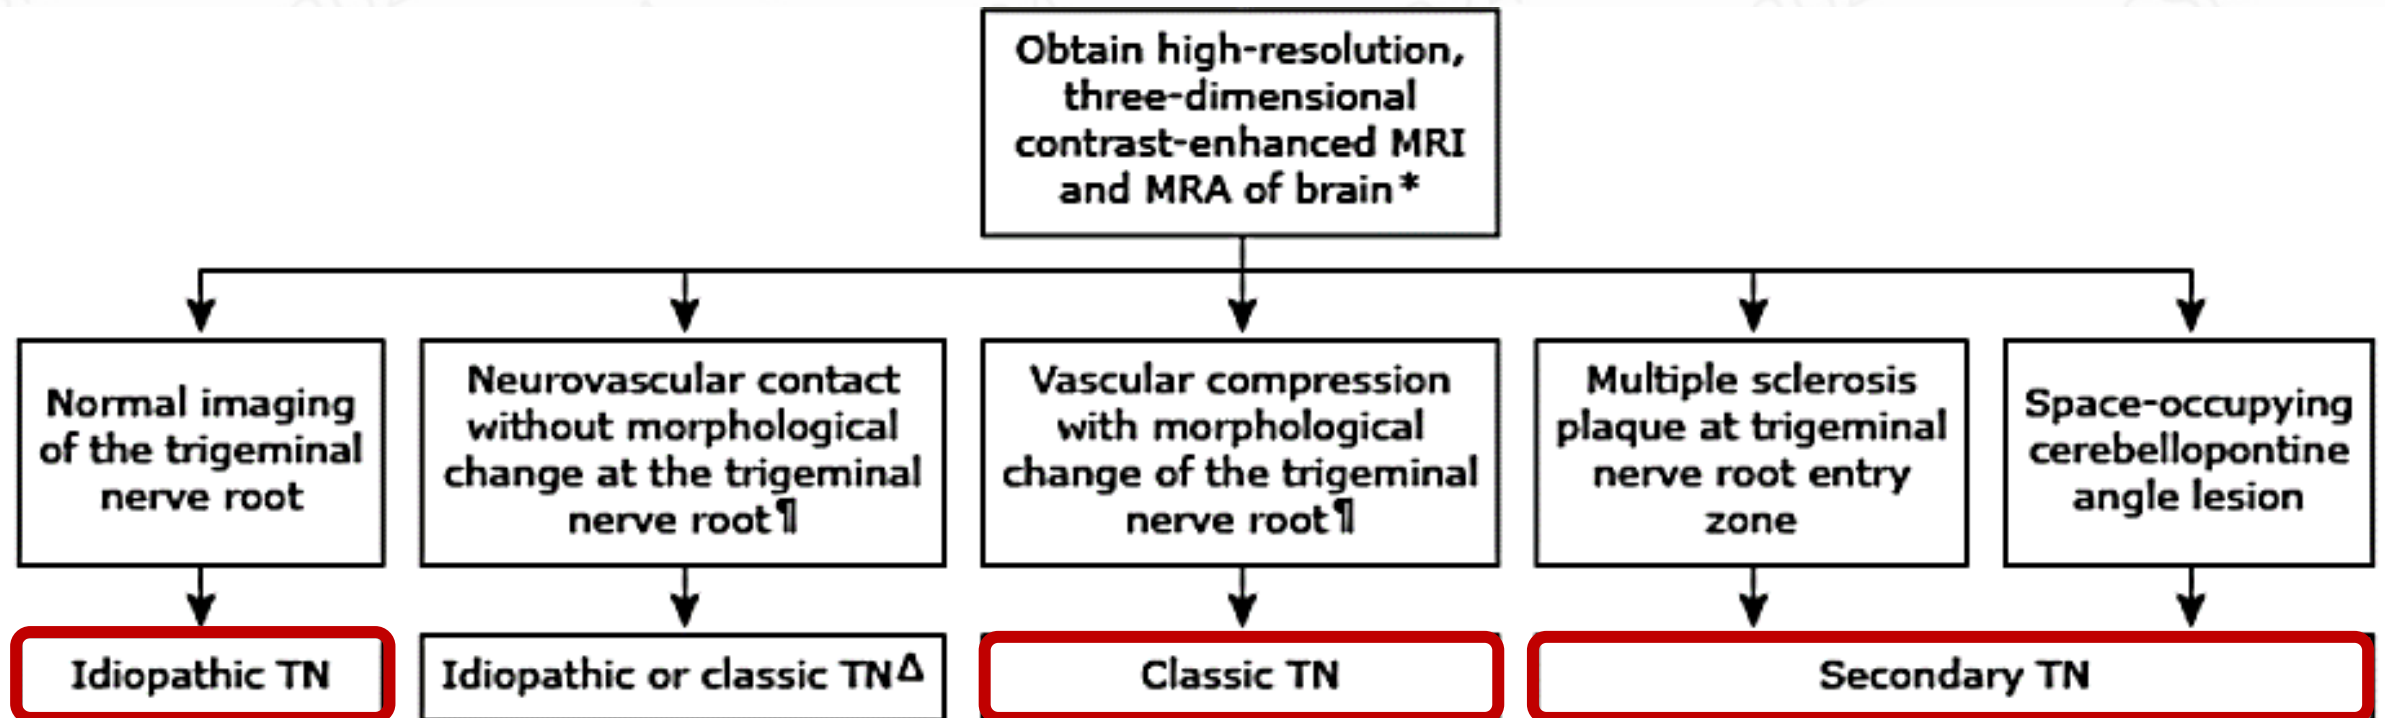 Obtain high-resolution,
three-dimensional
contrast-enhanced MRI
and MRA of brain*
Normal imaging
of the trigeminal
nerve root
Neurovascular contact
without morphological
change at the trigeminal
nerve root¶
Vascular compression
with morphological
change of the trigeminal
nerve root¶
Multiple sclerosis
plaque at trigeminal
nerve root entry
zone
Space-occupying
cerebellopontine
angle lesion
Idiopathic TN
Idiopathic or classic TNΔ
Classic TN
Secondary TN